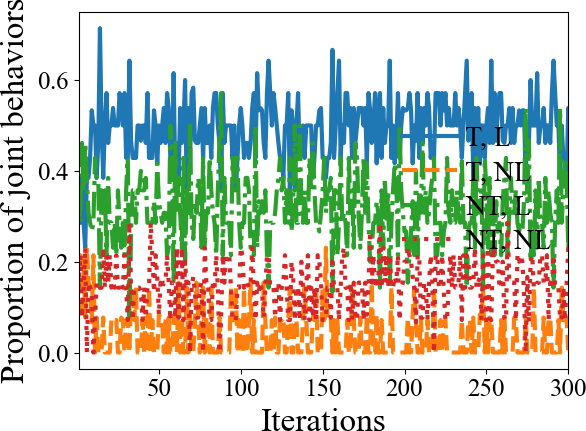 Proportion of joint behaviors
0.6
0.4
0.2
0.0
T, L
T, NL
NT, L
NT, NL
50 100 150 200 250 300
Iterations